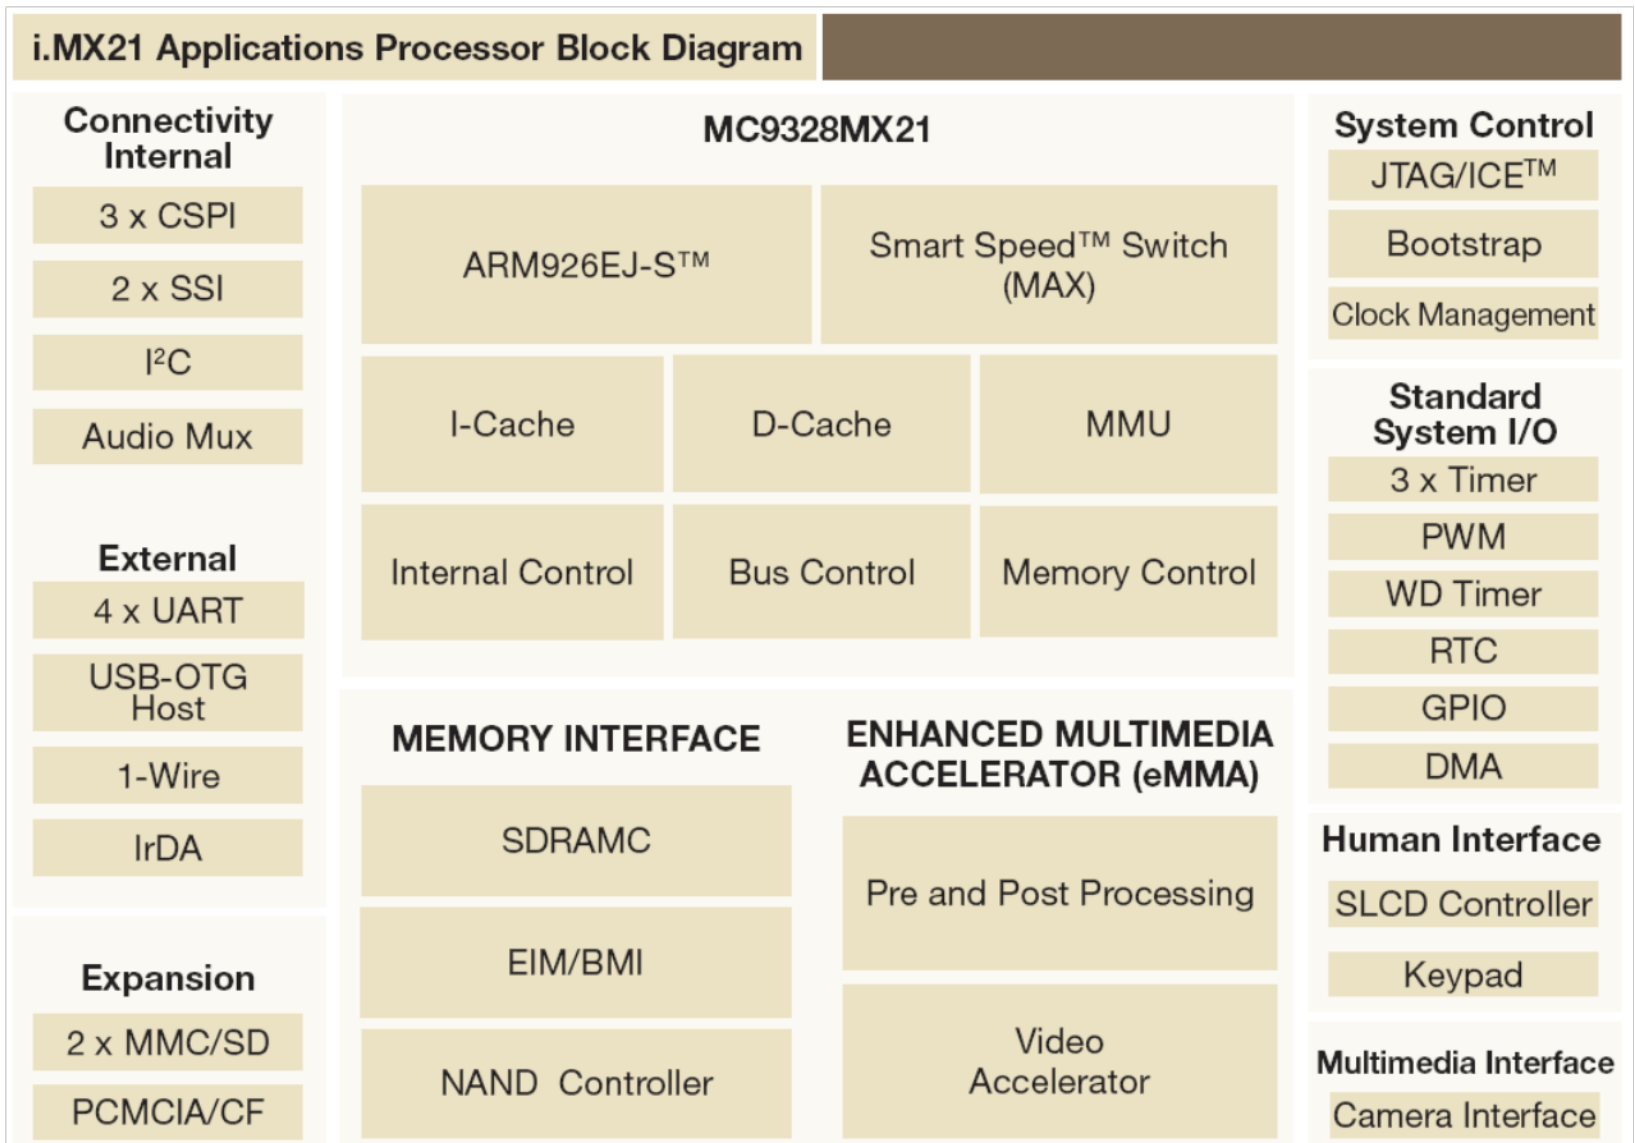 i.MX21 Applications Processor Block Diagram
Connectivity
Internal
3 x CSPI
2 x SSI
I²C
Audio Mux
External
4 x UART
USB-OTG
Host
1-Wire
IrDA
Expansion
2 x MMC/SD
PCMCIA/CF
MC9328MX21
ARM926EJ-S™
Smart Speed™ Switch
(MAX)
I-Cache
D-Cache
MMU
Internal Control
Bus Control
Memory Control
MEMORY INTERFACE
SDRAMC
EIM/BMI
NAND Controller
ENHANCED MULTIMEDIA
ACCELERATOR (eMMA)
Pre and Post Processing
Video
Accelerator
System Control
JTAG/ICE™
Bootstrap
Clock Management
Standard
System I/O
3 x Timer
PWM
WD Timer
RTC
GPIO
DMA
Human Interface
SLCD Controller
Keypad
Multimedia Interface
Camera Interface